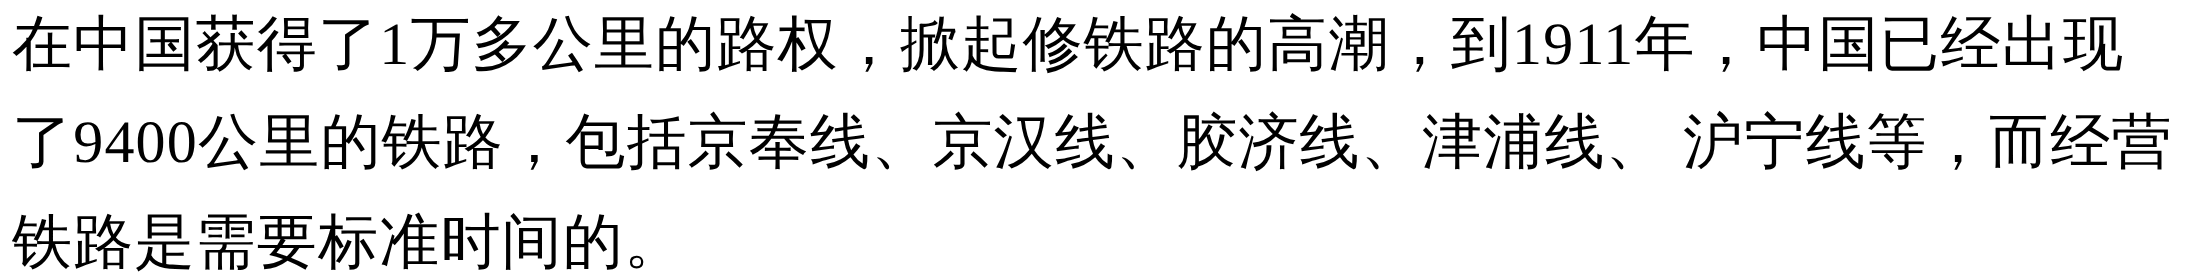 在中国获得了1万多公里的路权，掀起修铁路的高潮，到1911年，中国已经出现
了9400公里的铁路，包括京奉线、京汉线、胶济线、津浦线、 沪宁线等，而经营
铁路是需要标准时间的。